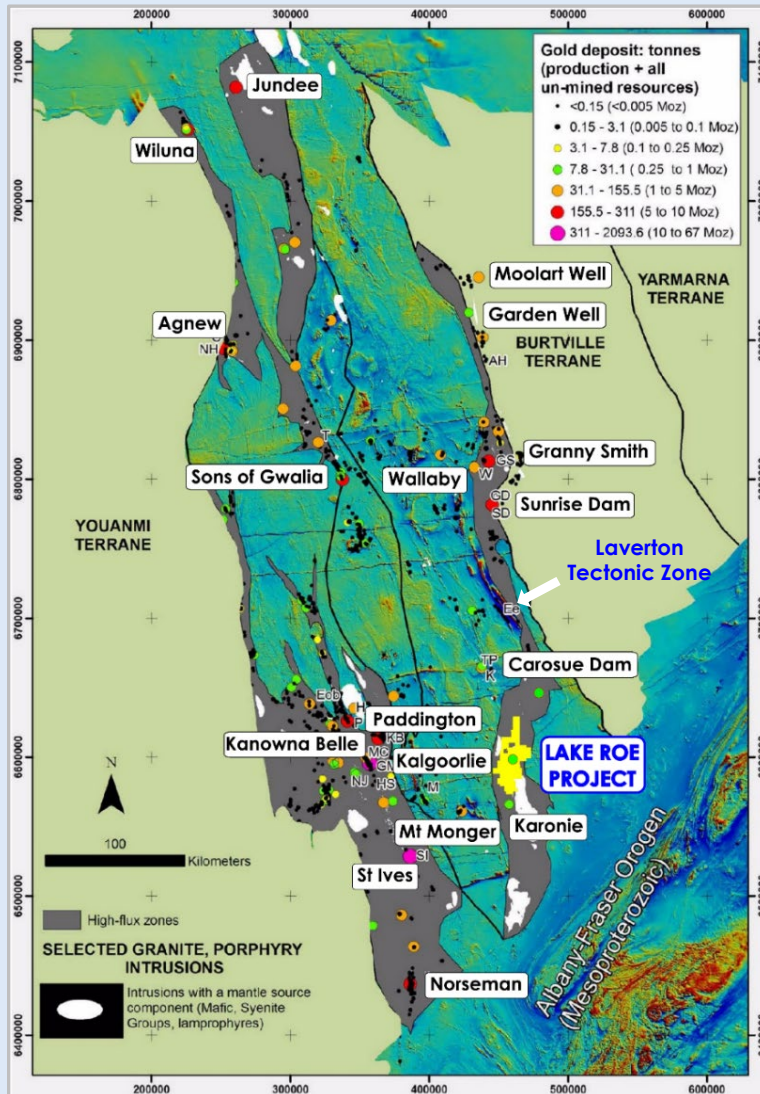 Gold deposit: tonnes
(production + all
un-mined resources)
<0.15 (<0.005 Moz)
0.15 - 3.1 (0.005 to 0.1 Moz)
3.1 - 7.8 (0.1 to 0.25 Moz)
7.8 - 31.1 ( 0.25 to 1 Moz)
31.1 - 155.5 (1 to 5 Moz)
155.5 - 311 (5 to 10 Moz)
311 - 2093.6 (10 to 67 Moz)
7100000
7000000
6900000
6800000
6700000
6600000
6500000
6400000
Jundee
Wiluna
Moolart Well
YARMARNA
TERRANE
Garden Well
Agnew
NH
BURTVILLE
TERRANE
AH
T
Granny Smith
GS
Sons of Gwalia
Wallaby
W
GD
SD
Sunrise Dam
YOUANMI
TERRANE
Laverton
Tectonic Zone
Ee
TP
K
Carosue Dam
Ecb
H
P
Paddington
KB
Kanowna Belle
MC
GM
Kalgoorlie
LAKE ROE
PROJECT
NJ
HS
M
N
Mt Monger
Karonie
100
Kilometers
SI
St Ives
High-flux zones
SELECTED GRANITE, PORPHYRY
INTRUSIONS
Intrusions with a mantle source
component (Mafic, Syenite
Groups, lamprophyres)
Norseman
Albany-Fraser Orogen
(Mesoproterozoic)
200000
300000
400000
500000
600000